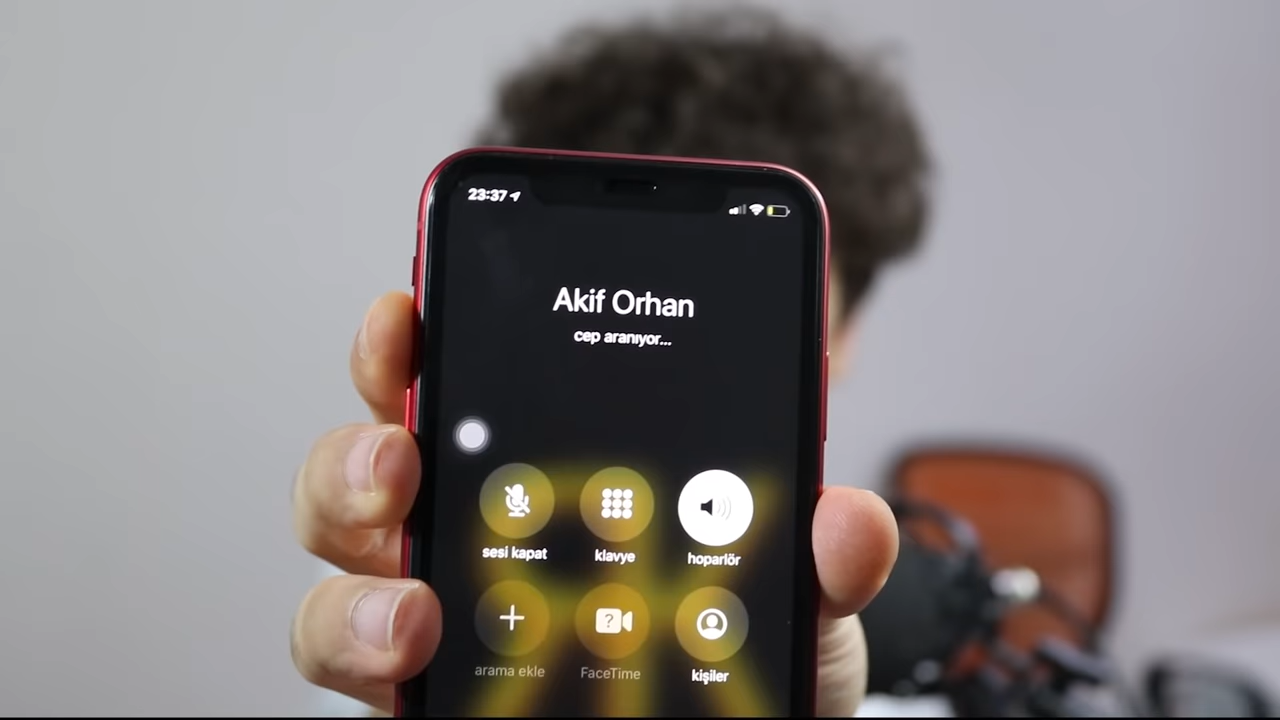 23:37
Akif Orhan
cep aranıyor...
sesi kapat
klavye
hoparlör
arama ekle
FaceTime
kişiler